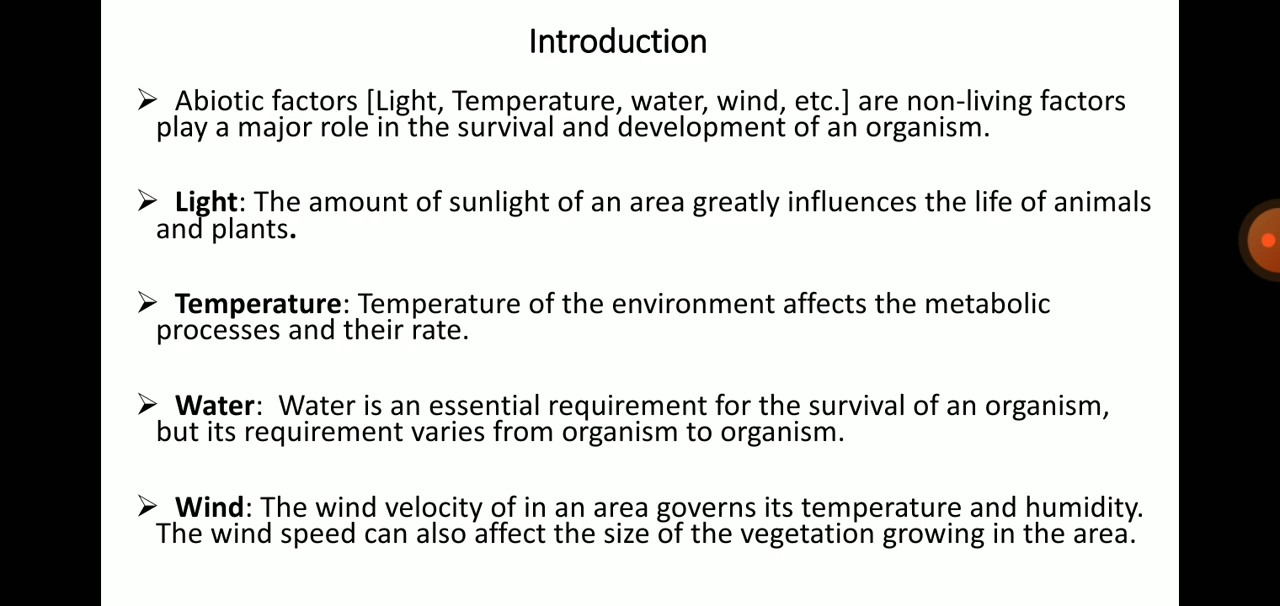 Introduction
➢ Abiotic factors [Light, Temperature, water, wind, etc.] are non-living factors
play a major role in the survival and development of an organism.
➢ Light: The amount of sunlight of an area greatly influences the life of animals
and plants.
➢ Temperature: Temperature of the environment affects the metabolic
processes and their rate.
➢ Water: Water is an essential requirement for the survival of an organism,
but its requirement varies from organism to organism.
➢ Wind: The wind velocity of in an area governs its temperature and humidity.
The wind speed can also affect the size of the vegetation growing in the area.